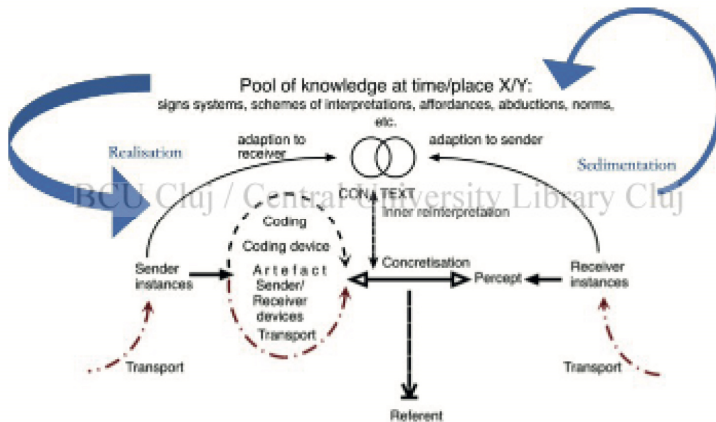 Pool of knowledge at time/place X/Y:
signs systems, schemes of interpretations, affordances, abductions, norms,
etc.
adaption to
receiver
adaption to sender
Realisation
Sedimentation
BCU Cluj / Central University Library Cluj
CON
TEXT
Inner reinterpretation
Coding
Coding device
Artefact
Sender/
Receiver
devices
Transport
Sender
instances
Concretisation
Percept
Receiver
instances
Transport
Transport
Referent